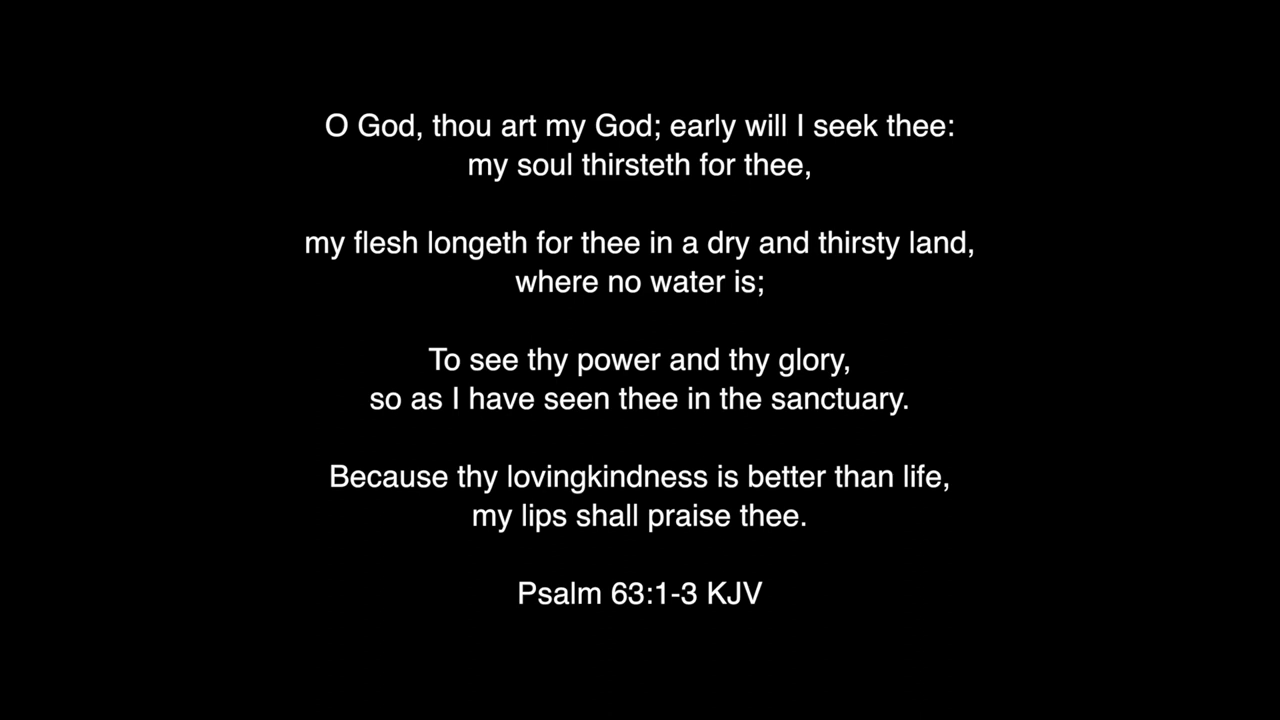 O God, thou art my God; early will I seek thee:
my soul thirsteth for thee,
my flesh longeth for thee in a dry and thirsty land,
where no water is;
To see thy power and thy glory,
so as I have seen thee in the sanctuary.
Because thy lovingkindness is better than life,
my lips shall praise thee.
Psalm 63:1-3 KJV